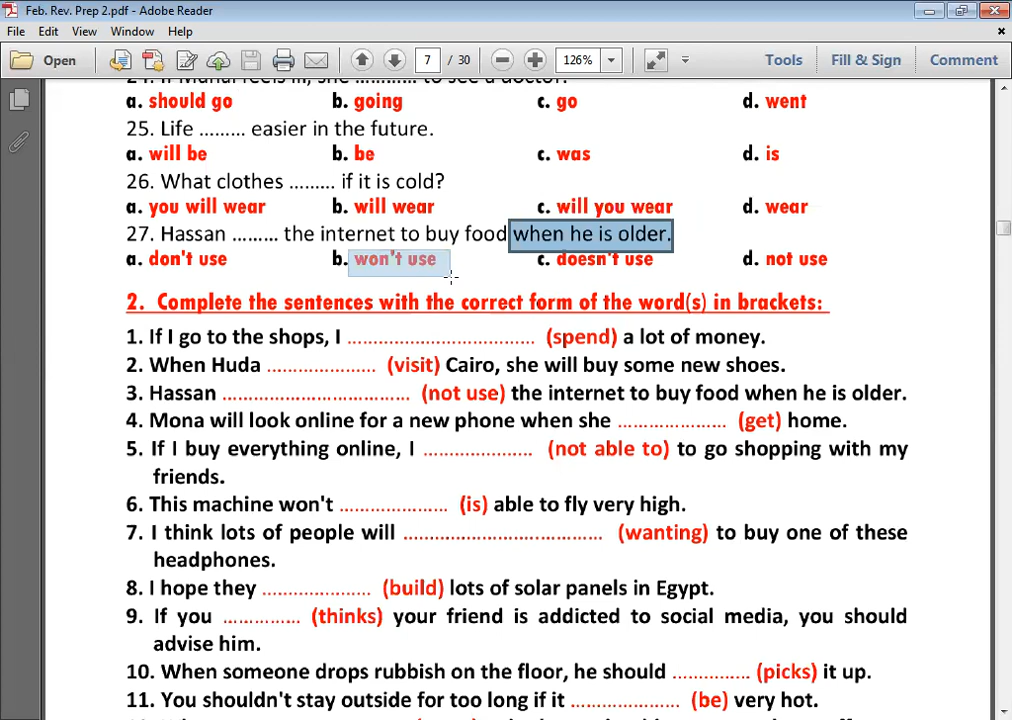 Feb. Rev. Prep 2.pdf - Adobe Reader
File Edit View Window Help
Open 7 / 30 126% Tools Fill & Sign Comment
a. should go b. going c. go d. went
25. Life ......... easier in the future.
a. will be b. be c. was d. is
26. What clothes ......... if it is cold?
a. you will wear b. will wear c. will you wear d. wear
27. Hassan ......... the internet to buy food when he is older.
a. don't use b. won't use c. doesn't use d. not use
2. Complete the sentences with the correct form of the word(s) in brackets:
1. If I go to the shops, I .................................. (spend) a lot of money.
2. When Huda .................... (visit) Cairo, she will buy some new shoes.
3. Hassan .................................. (not use) the internet to buy food when he is older.
4. Mona will look online for a new phone when she .................... (get) home.
5. If I buy everything online, I .................... (not able to) to go shopping with my
friends.
6. This machine won't .................... (is) able to fly very high.
7. I think lots of people will .................................... (wanting) to buy one of these
headphones.
8. I hope they .................... (build) lots of solar panels in Egypt.
9. If you .............. (thinks) your friend is addicted to social media, you should
advise him.
10. When someone drops rubbish on the floor, he should .............. (picks) it up.
11. You shouldn't stay outside for too long if it .................... (be) very hot.